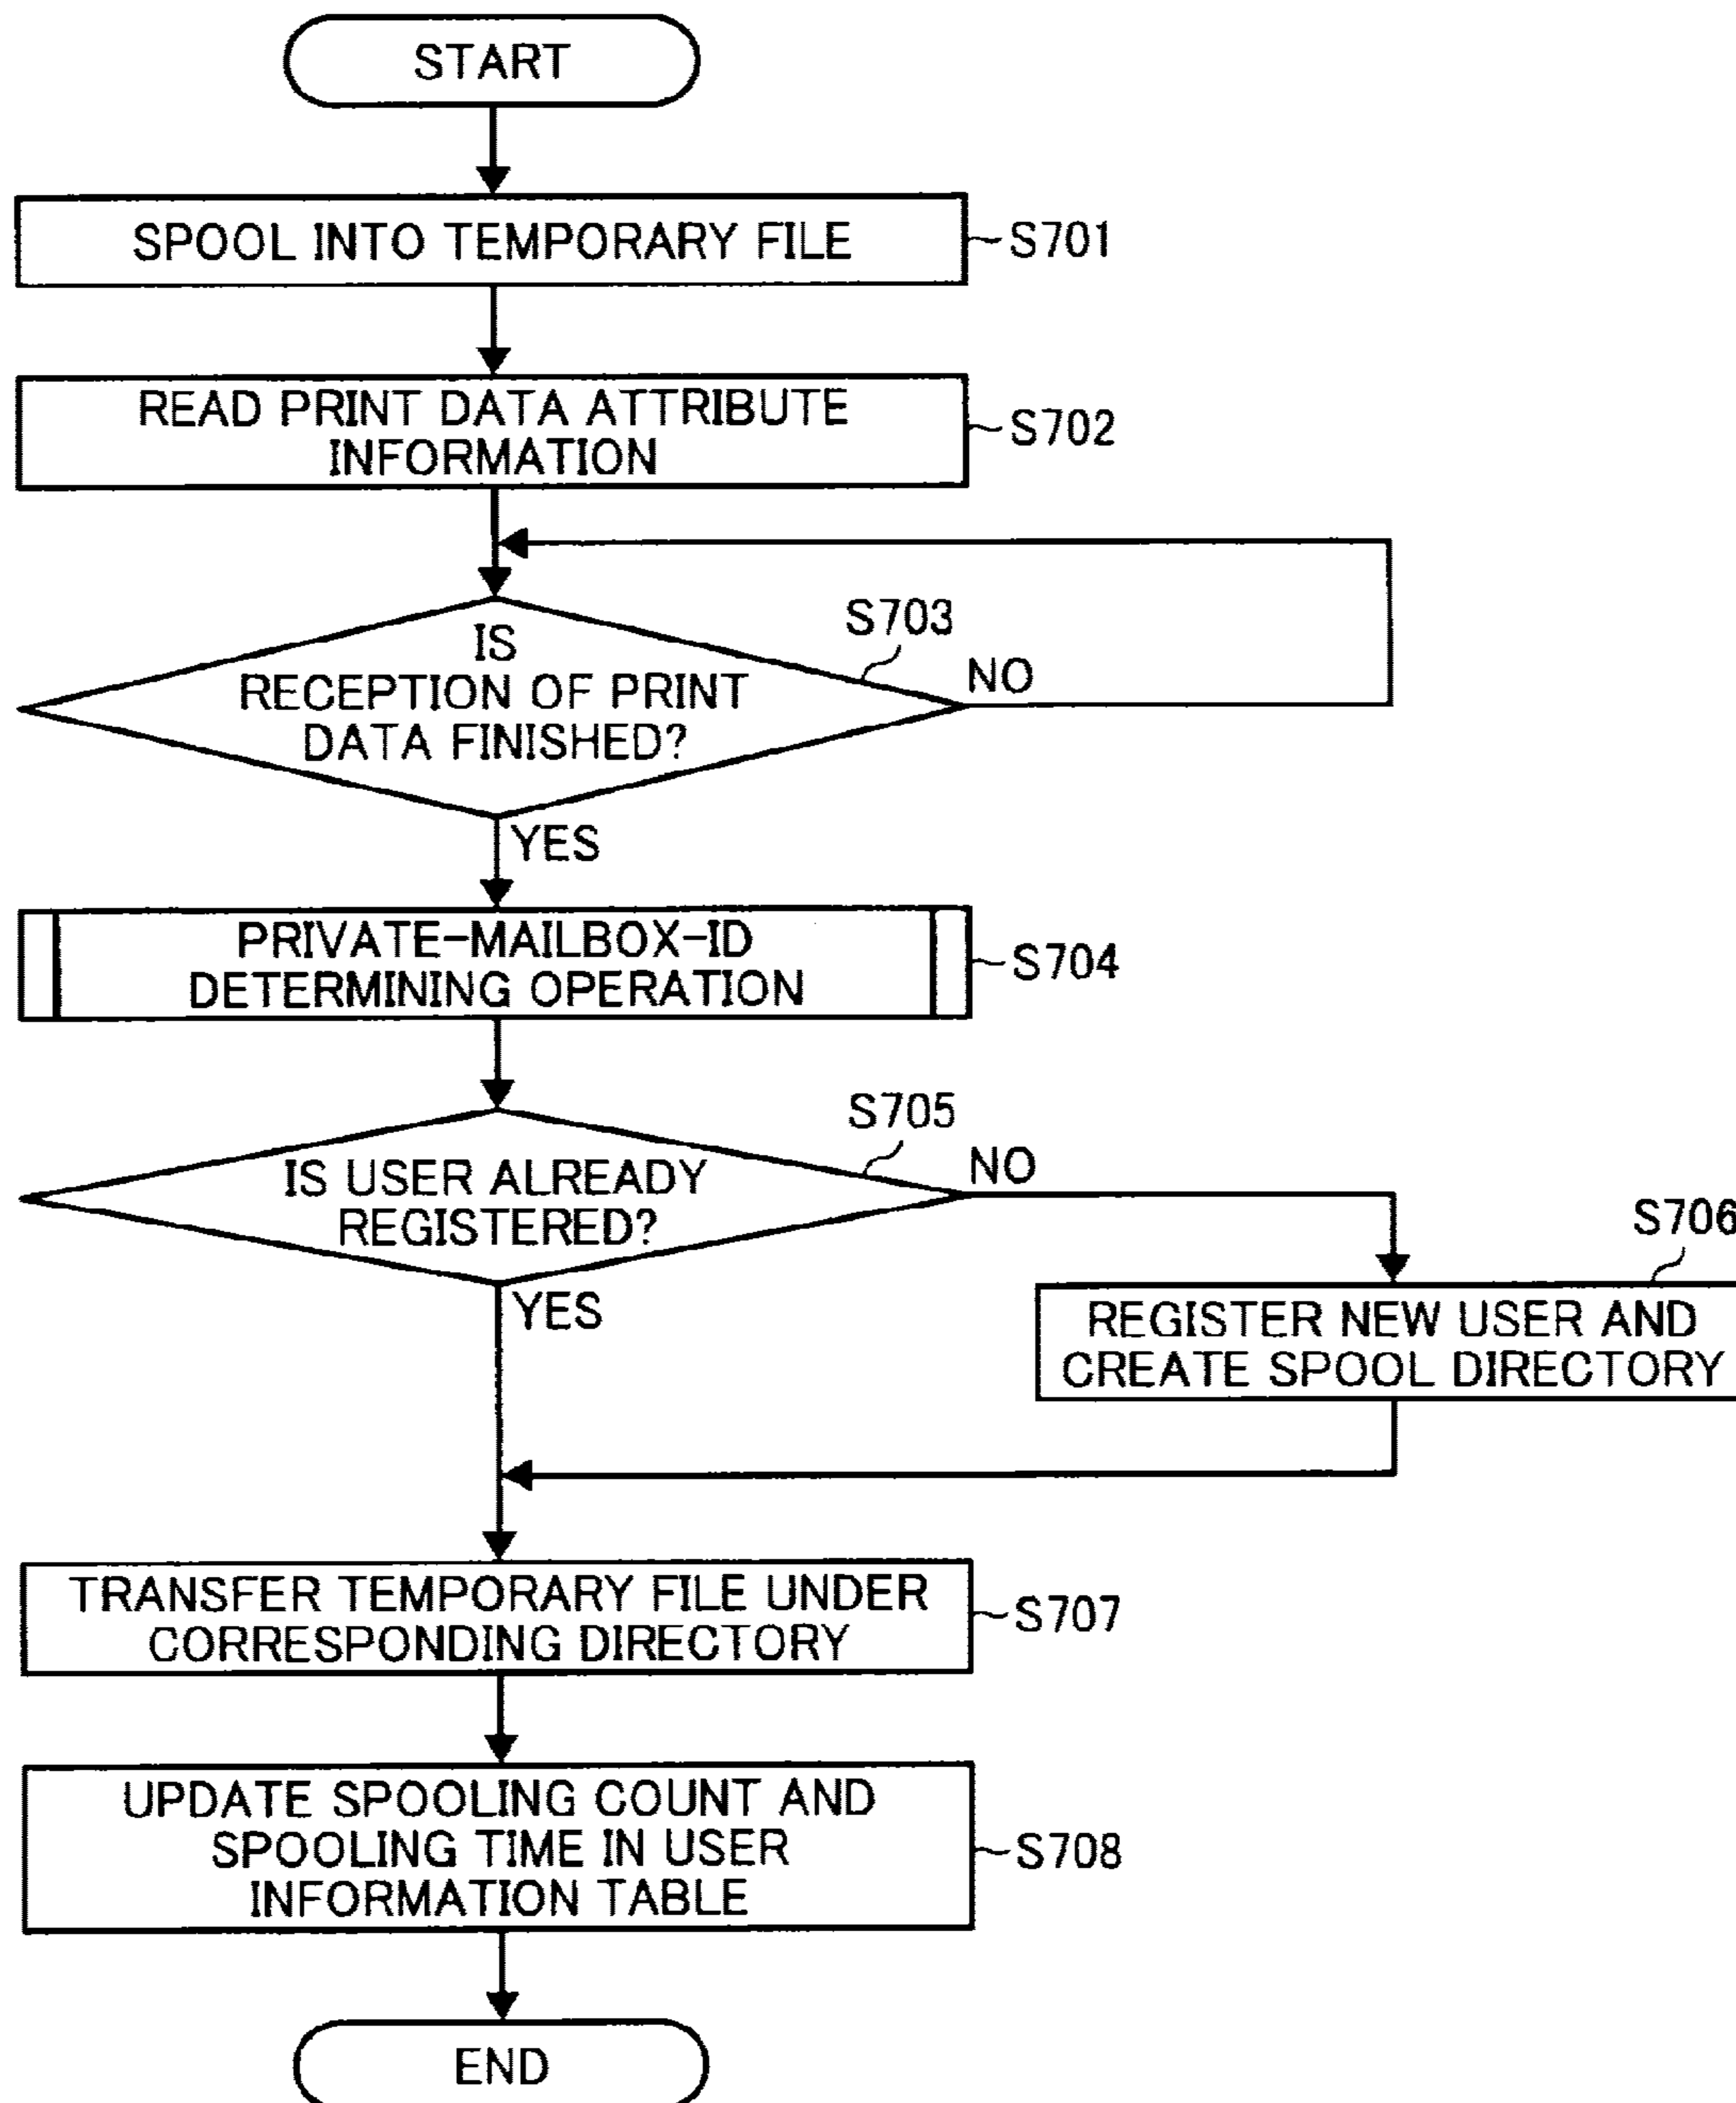 START
SPOOL INTO TEMPORARY FILE
S701
READ PRINT DATA ATTRIBUTE
INFORMATION
S702
IS
RECEPTION OF PRINT
DATA FINISHED?
S703
NO
YES
PRIVATE-MAILBOX-ID
DETERMINING OPERATION
S704
IS USER ALREADY
REGISTERED?
S705
NO
YES
S706
REGISTER NEW USER AND
CREATE SPOOL DIRECTORY
TRANSFER TEMPORARY FILE UNDER
CORRESPONDING DIRECTORY
S707
UPDATE SPOOLING COUNT AND
SPOOLING TIME IN USER
INFORMATION TABLE
S708
END